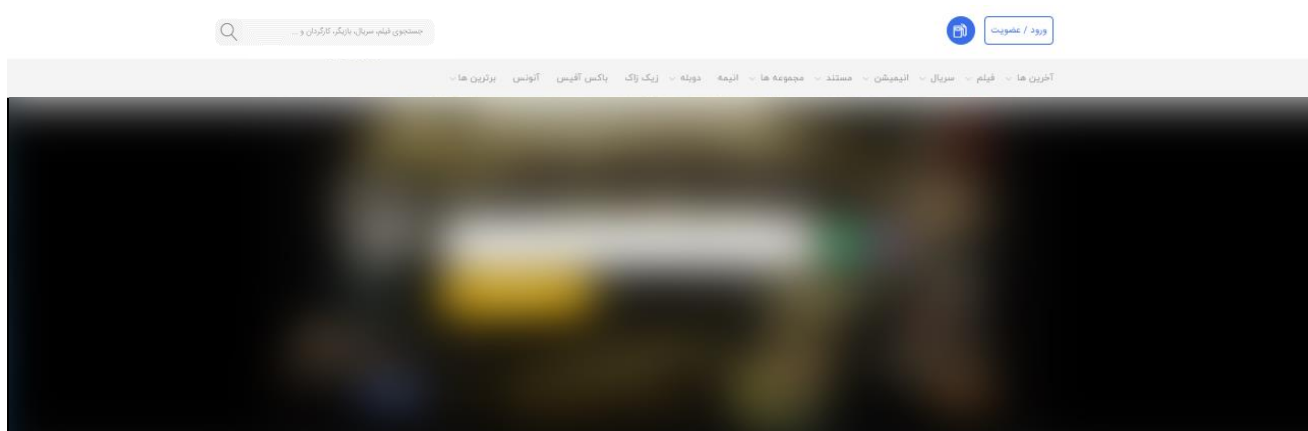 ورود / عضویت
جستجوی فیلم، سریال، بازیگر، کارگردان و ...
آخرین ها فیلم سریال انیمیشن مستند مجموعه ها انیمه دوبله زیک زاک باکس آفیس آنونس برترین ها